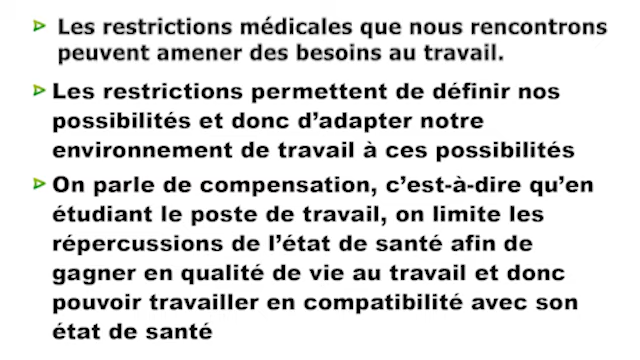 Les restrictions médicales que nous rencontrons
peuvent amener des besoins au travail.
Les restrictions permettent de définir nos
possibilités et donc d’adapter notre
environnement de travail à ces possibilités
On parle de compensation, c’est-à-dire qu’en
étudiant le poste de travail, on limite les
répercussions de l’état de santé afin de
gagner en qualité de vie au travail et donc
pouvoir travailler en compatibilité avec son
état de santé